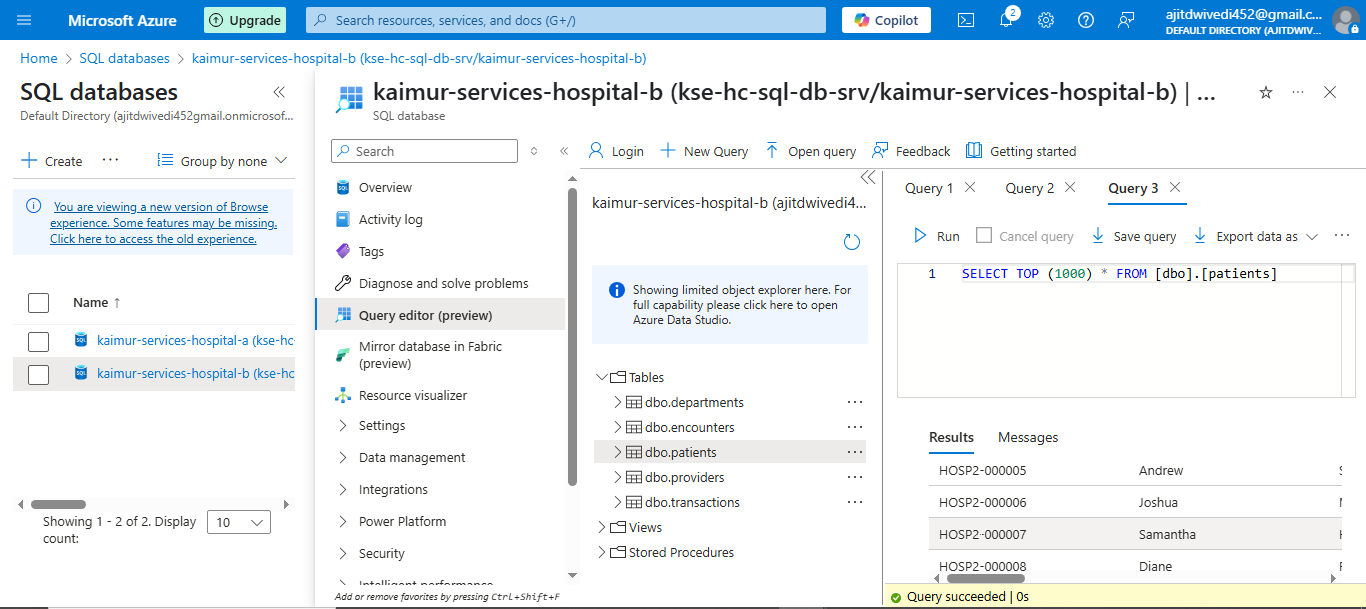 Microsoft Azure
Upgrade
Search resources, services, and docs (G+/)
Copilot
2
ajitdwivedi452@gmail.c...
DEFAULT DIRECTORY (AJITDWIV...
Home > SQL databases > kaimur-services-hospital-b (kse-hc-sql-db-srv/kaimur-services-hospital-b)
SQL databases
Default Directory (ajitdwivedi452gmail.onmicrosof...
Create
Group by none
You are viewing a new version of Browse
experience. Some features may be missing.
Click here to access the old experience.
Name ↑
kaimur-services-hospital-a (kse-hc
kaimur-services-hospital-b (kse-hc
Showing 1 - 2 of 2. Display
count:
10
kaimur-services-hospital-b (kse-hc-sql-db-srv/kaimur-services-hospital-b) | ...
SQL database
Search
Overview
Activity log
Tags
Diagnose and solve problems
Query editor (preview)
Mirror database in Fabric
(preview)
Resource visualizer
Settings
Data management
Integrations
Power Platform
Security
Intelligent performance
Add or remove favorites by pressing Ctrl+Shift+F
Login
New Query
Open query
Feedback
Getting started
kaimur-services-hospital-b (ajitdwivedi4...
Showing limited object explorer here. For
full capability please click here to open
Azure Data Studio.
Tables
dbo.departments
dbo.encounters
dbo.patients
dbo.providers
dbo.transactions
Views
Stored Procedures
Query 1
Query 2
Query 3
Run
Cancel query
Save query
Export data as
1 SELECT TOP (1000) * FROM [dbo].[patients]
Results
Messages
HOSP2-000005 Andrew
HOSP2-000006 Joshua
HOSP2-000007 Samantha
HOSP2-000008 Diane
Query succeeded | 0s